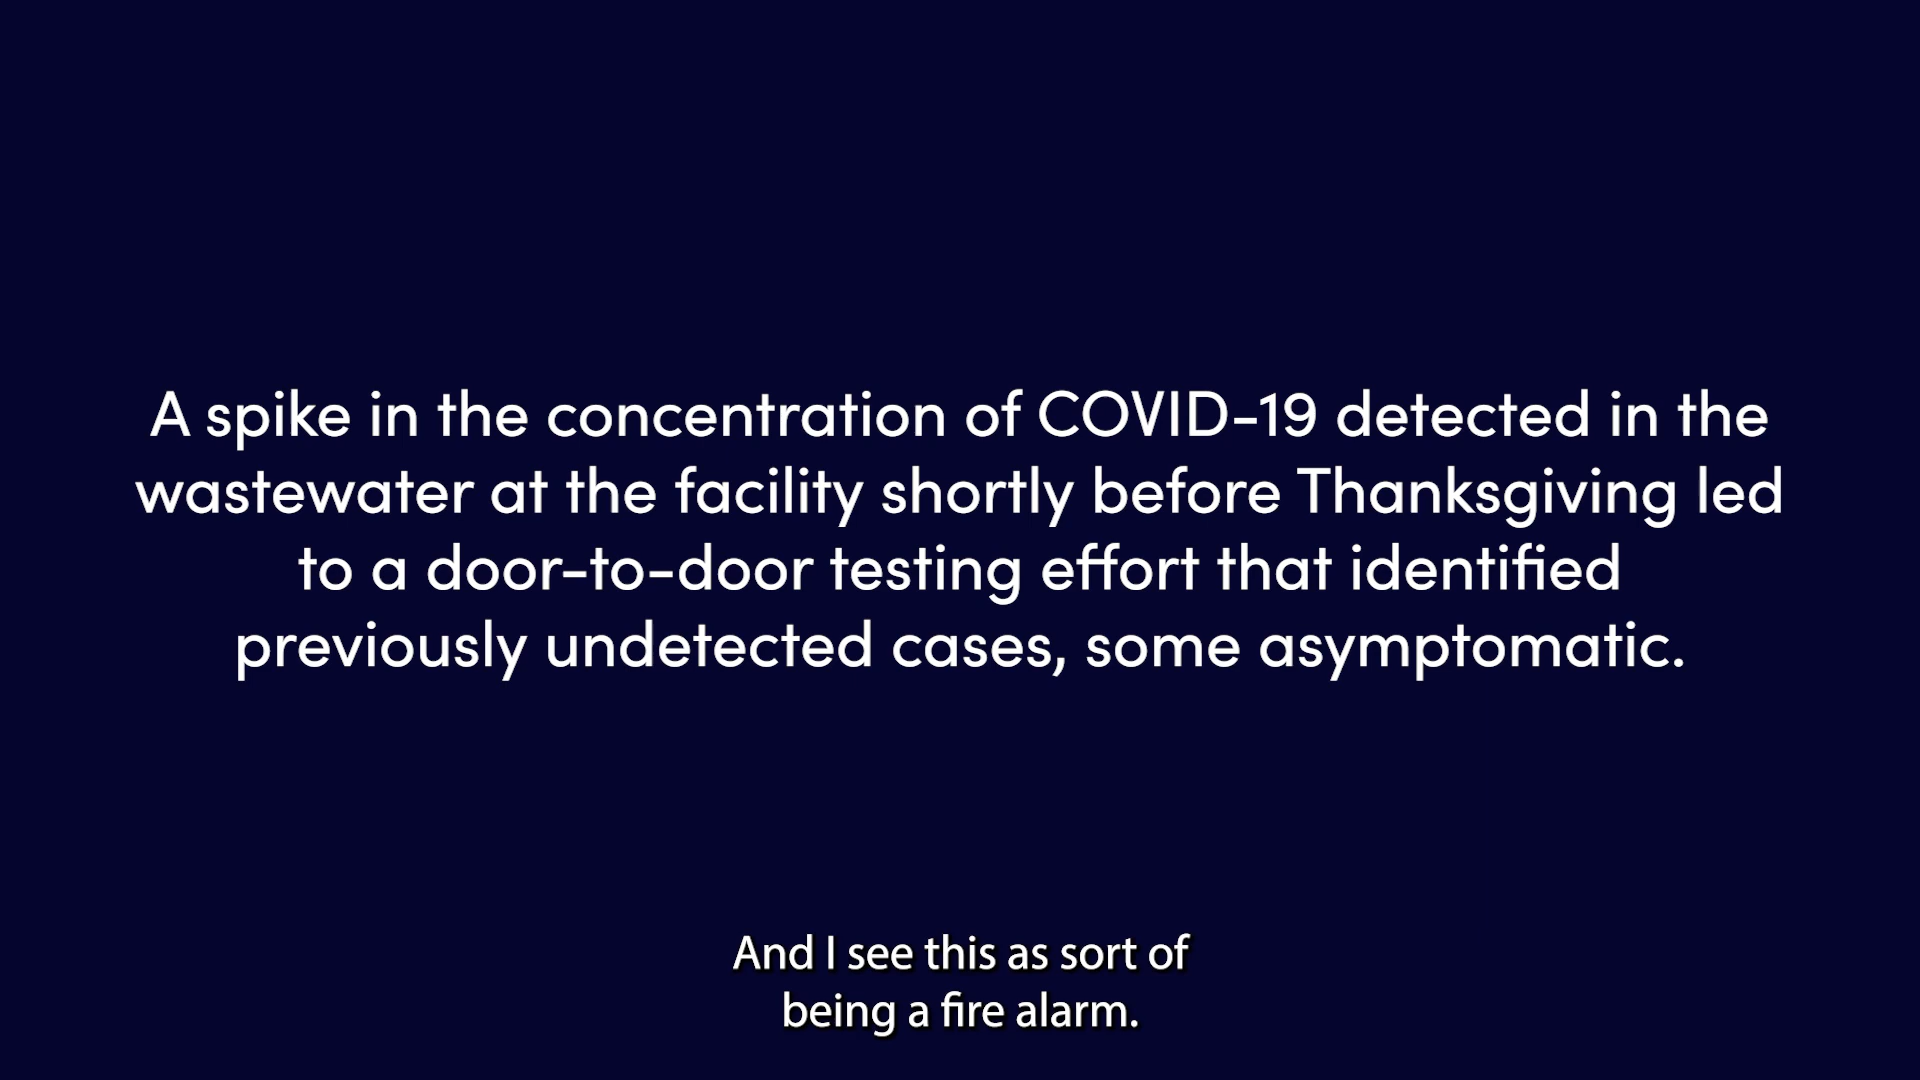 A spike in the concentration of COVID-19 detected in the
wastewater at the facility shortly before Thanksgiving led
to a door-to-door testing effort that identified
previously undetected cases, some asymptomatic.
And I see this as sort of
being a fire alarm.